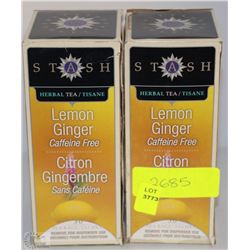 STASH
HERBAL TEA/TISANE
Lemon
Ginger
Caffeine Free
Citron
Gingembre
Sans Caféine
STASH
HERBAL TEA/TISANE
Lemon
Ginger
Caffeine Free
Citron
2685
LOT
3773